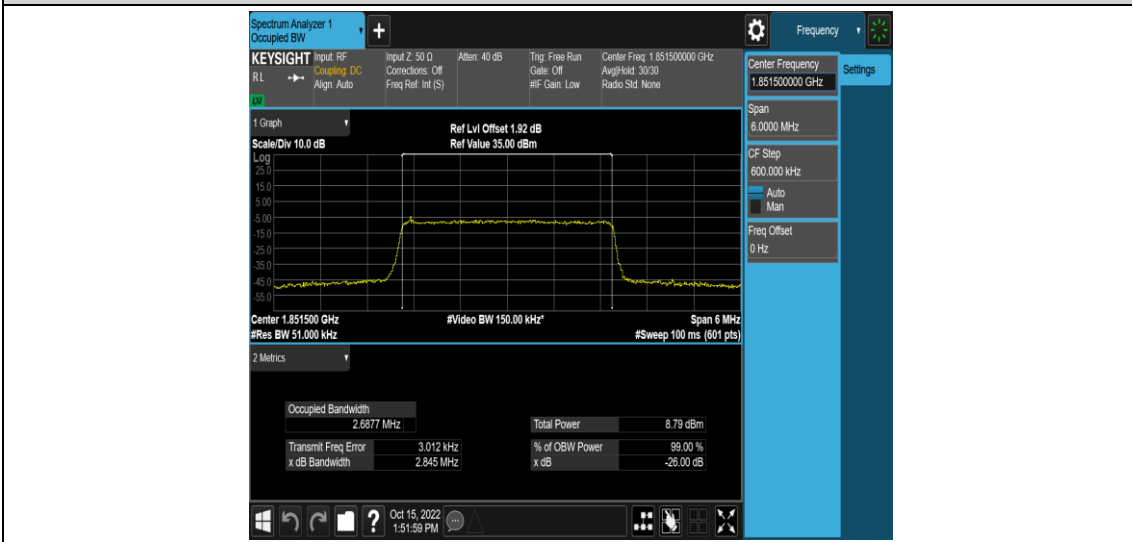 Spectrum Analyzer 1
Occupied BW
+
Frequency
KEYSIGHT
RL
LXI
Input: RF
Coupling: DC
Align: Auto
Input Z: 50 Ω
Corrections: Off
Freq Ref: Int (S)
Atten: 40 dB
Trig: Free Run
Gate: Off
#IF Gain: Low
Center Freq: 1.851500000 GHz
Avg|Hold: 30/30
Radio Std: None
Center Frequency
1.851500000 GHz
Settings
Span
6.0000 MHz
CF Step
600.000 kHz
Auto
Man
Freq Offset
0 Hz
1 Graph
Scale/Div 10.0 dB
Ref Lvl Offset 1.92 dB
Ref Value 35.00 dBm
Log
25.0
15.0
5.00
-5.00
-15.0
-25.0
-35.0
-45.0
-55.0
Center 1.851500 GHz
#Video BW 150.00 kHz*
Span 6 MHz
#Res BW 51.000 kHz
#Sweep 100 ms (601 pts)
2 Metrics
Occupied Bandwidth
2.6877 MHz
Total Power 8.79 dBm
Transmit Freq Error 3.012 kHz
% of OBW Power 99.00 %
x dB Bandwidth 2.845 MHz
x dB -26.00 dB
?
Oct 15, 2022
1:51:59 PM